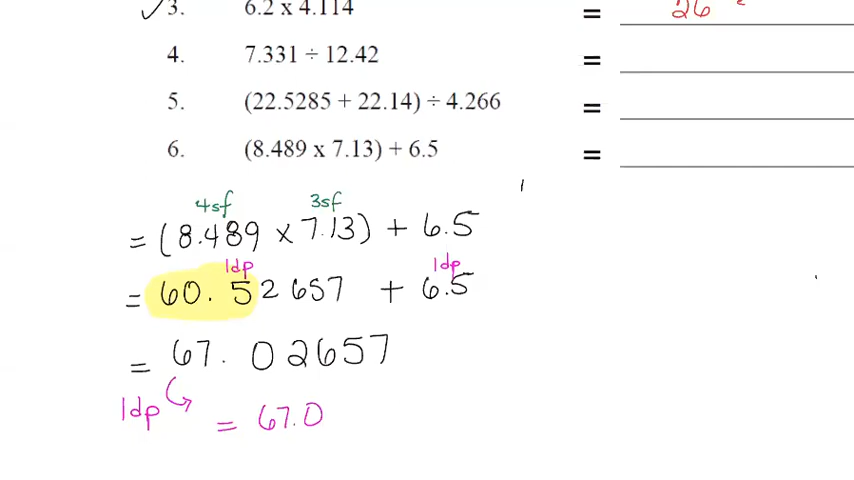 3. 6.2 x 4.114 = 26
4. 7.331 ÷ 12.42 =
5. (22.5285 + 22.14) ÷ 4.266 =
6. (8.489 x 7.13) + 6.5 =
4sf 3sf
= (8.489 × 7.13) + 6.5
1dp 1dp
= 60.52657 + 6.5
= 67.02657
1dp = 67.0